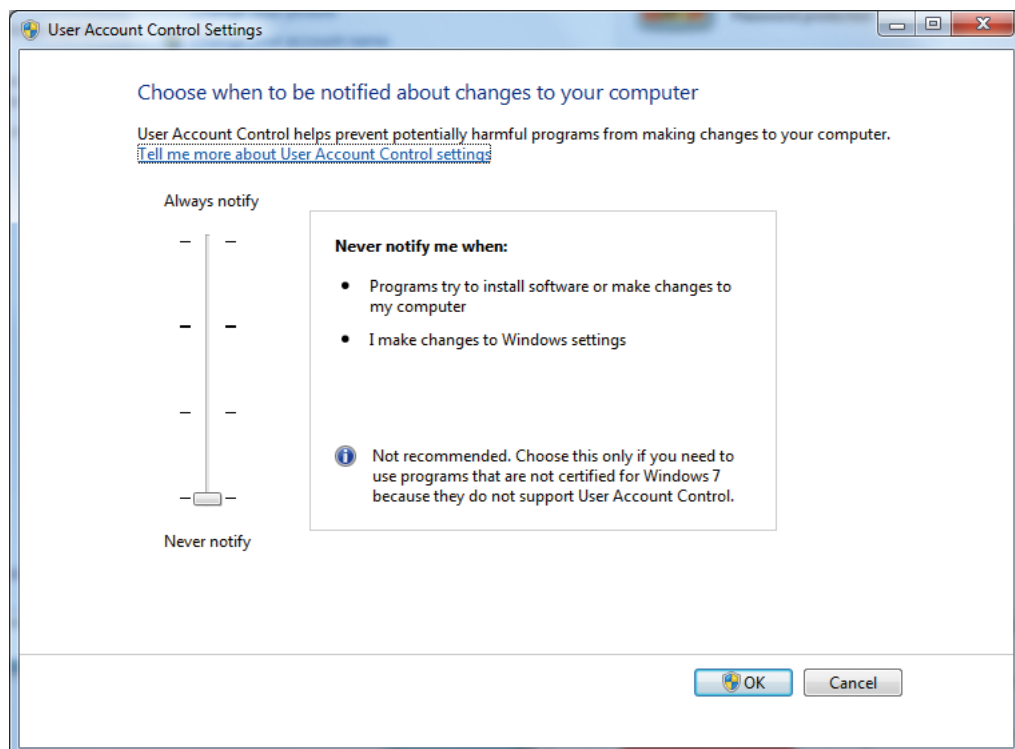 User Account Control Settings
Choose when to be notified about changes to your computer
User Account Control helps prevent potentially harmful programs from making changes to your computer.
Tell me more about User Account Control settings
Always notify
Never notify me when:
• Programs try to install software or make changes to
my computer
• I make changes to Windows settings
Not recommended. Choose this only if you need to
use programs that are not certified for Windows 7
because they do not support User Account Control.
Never notify
OK
Cancel